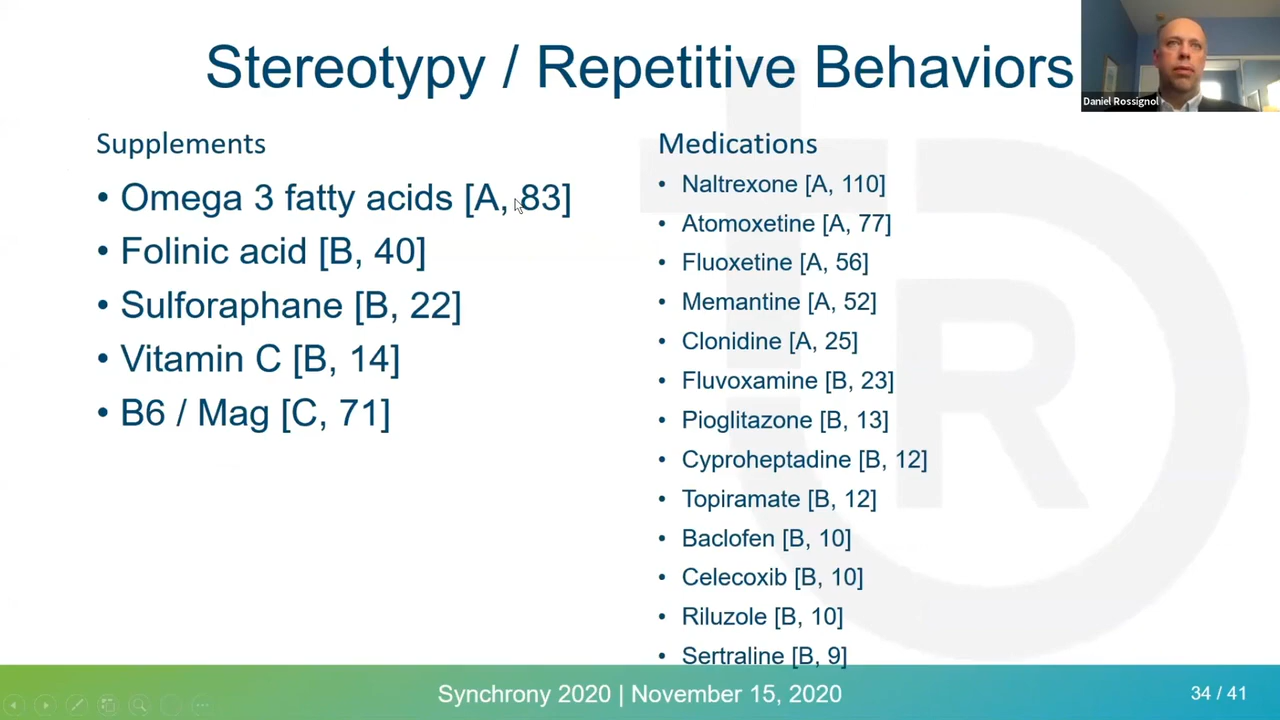 Stereotypy / Repetitive Behaviors
Daniel Rossignol
Supplements
• Omega 3 fatty acids [A, 83]
• Folinic acid [B, 40]
• Sulforaphane [B, 22]
• Vitamin C [B, 14]
• B6 / Mag [C, 71]
Medications
• Naltrexone [A, 110]
• Atomoxetine [A, 77]
• Fluoxetine [A, 56]
• Memantine [A, 52]
• Clonidine [A, 25]
• Fluvoxamine [B, 23]
• Pioglitazone [B, 13]
• Cyproheptadine [B, 12]
• Topiramate [B, 12]
• Baclofen [B, 10]
• Celecoxib [B, 10]
• Riluzole [B, 10]
• Sertraline [B, 9]
Synchrony 2020 | November 15, 2020
34 / 41
R